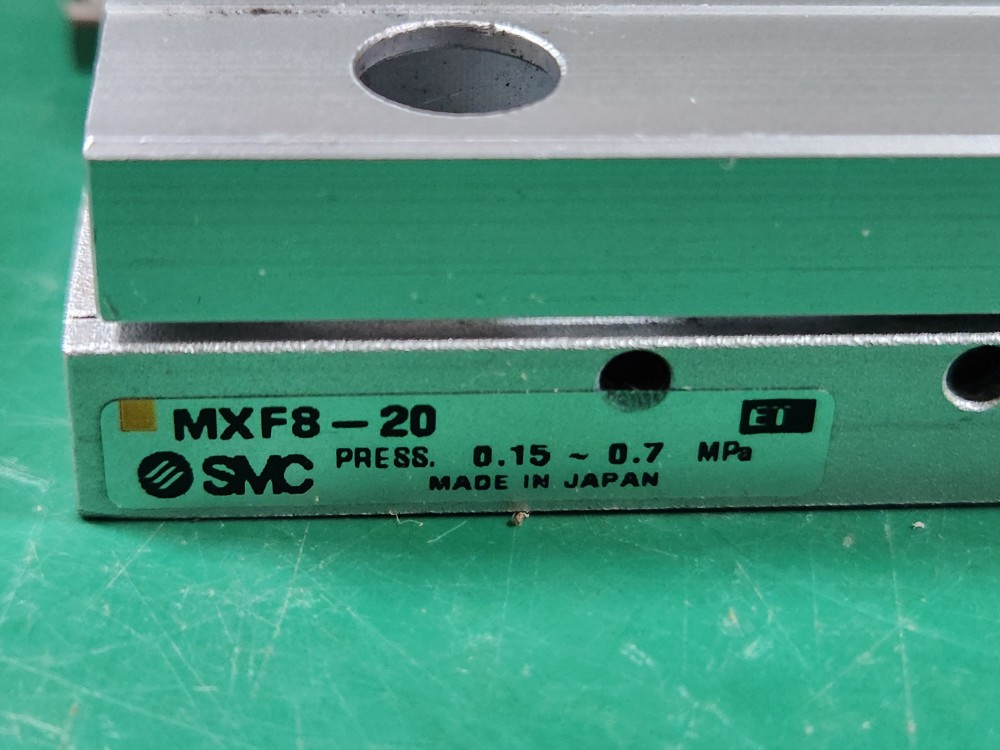 MXF8-20 ET
SMC PRESS. 0.15 ~ 0.7 MPa
MADE IN JAPAN